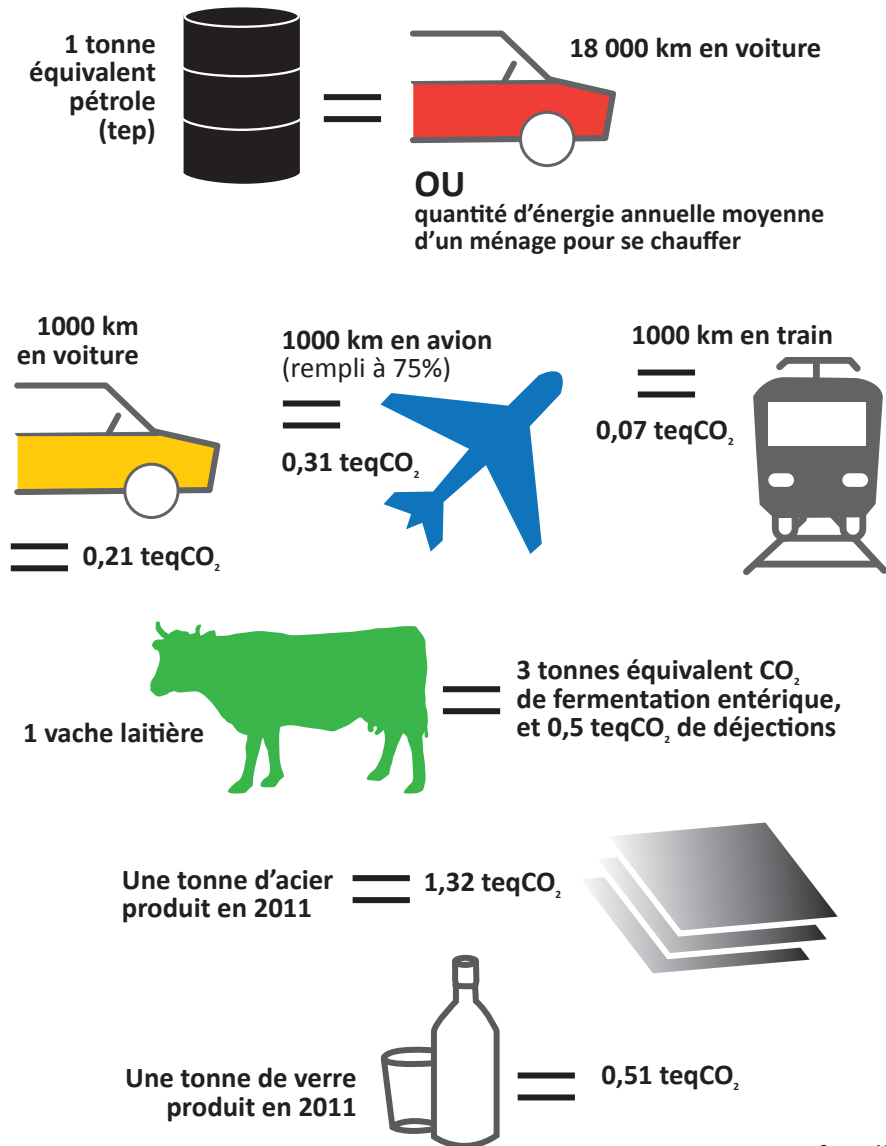 1 tonne
équivalent
pétrole
(tep)
18 000 km en voiture
OU
quantité d'énergie annuelle moyenne
d'un ménage pour se chauffer
1000 km
en voiture
0,21 teqCO₂
1000 km en avion
(rempli à 75%)
0,31 teqCO₂
1000 km en train
0,07 teqCO₂
1 vache laitière
3 tonnes équivalent CO₂
de fermentation entérique,
et 0,5 teqCO₂ de déjections
Une tonne d'acier
produit en 2011
1,32 teqCO₂
Une tonne de verre
produit en 2011
0,51 teqCO₂